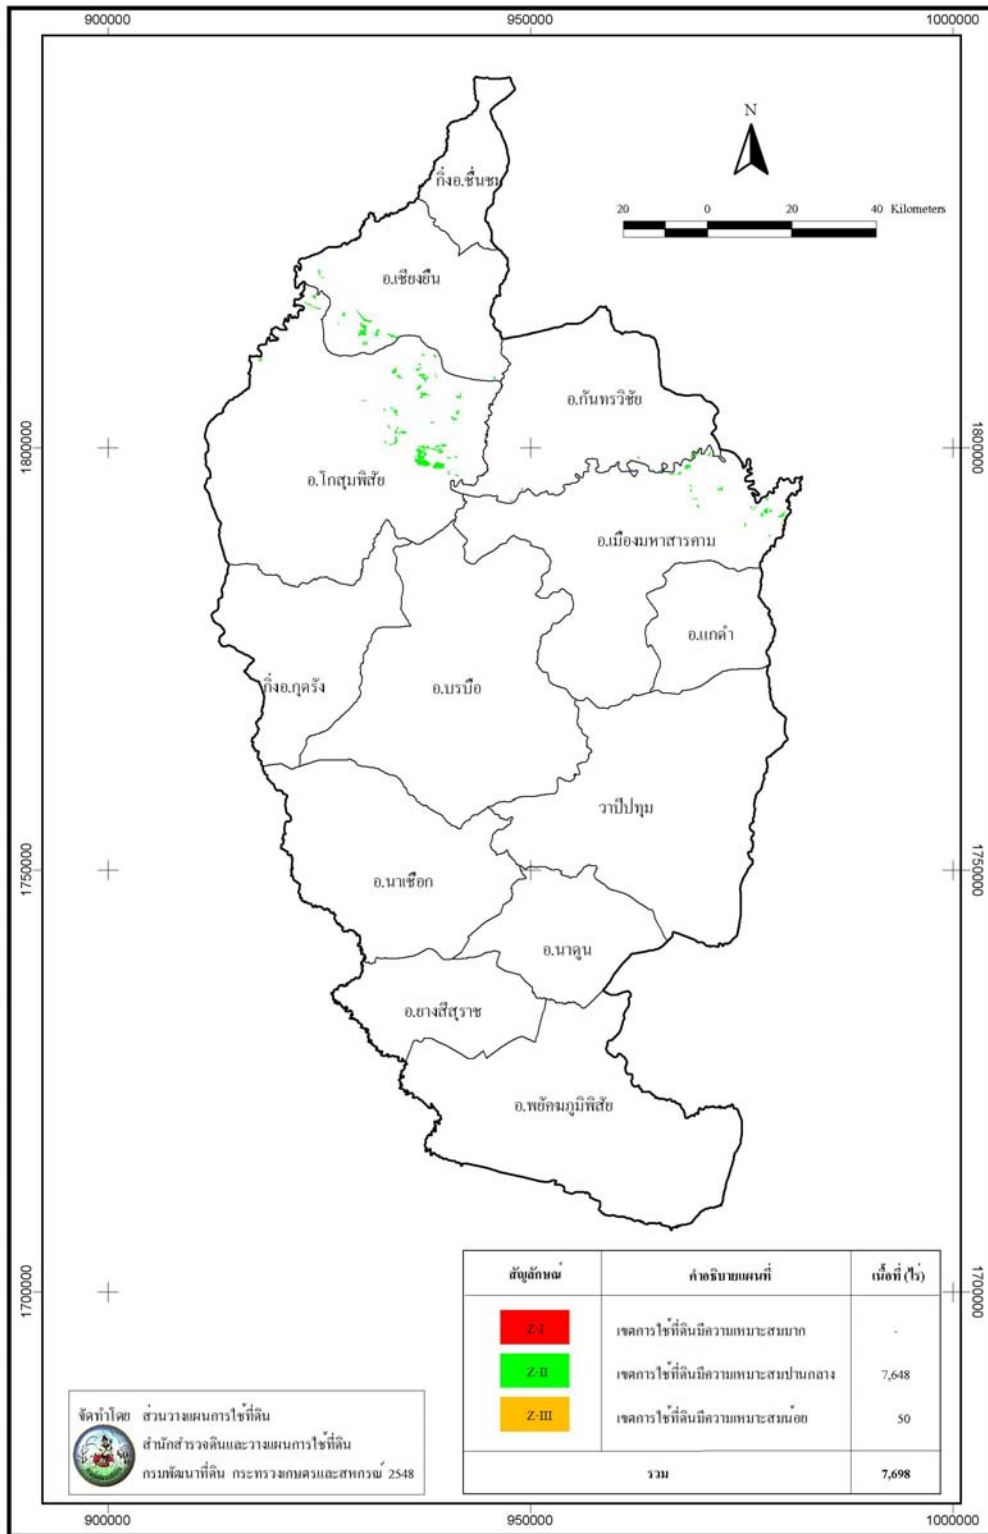 900000 950000 1000000
N
20 0 20 40 Kilometers
กิ่งอ.ชื่นชม
อ.เชียงยืน
อ.กันทรวิชัย
1800000 1800000
อ.โกสุมพิสัย
อ.เมืองมหาสารคาม
อ.แกดำ
กิ่งอ.กุดรัง
อ.บรบือ
วาปีปทุม
1750000 1750000
อ.นาเชือก
อ.นาดูน
อ.ยางสีสุราช
อ.พยัคฆภูมิพิสัย
1700000 1700000
สัญลักษณ์ คำอธิบายแผนที่ เนื้อที่ (ไร่)
Z-I เขตการใช้ที่ดินมีความเหมาะสมมาก -
Z-II เขตการใช้ที่ดินมีความเหมาะสมปานกลาง 7,648
Z-III เขตการใช้ที่ดินมีความเหมาะสมน้อย 50
รวม 7,698
จัดทำโดย ส่วนวางแผนการใช้ที่ดิน
สำนักสำรวจดินและวางแผนการใช้ที่ดิน
กรมพัฒนาที่ดิน กระทรวงเกษตรและสหกรณ์ 2548
900000 950000 1000000